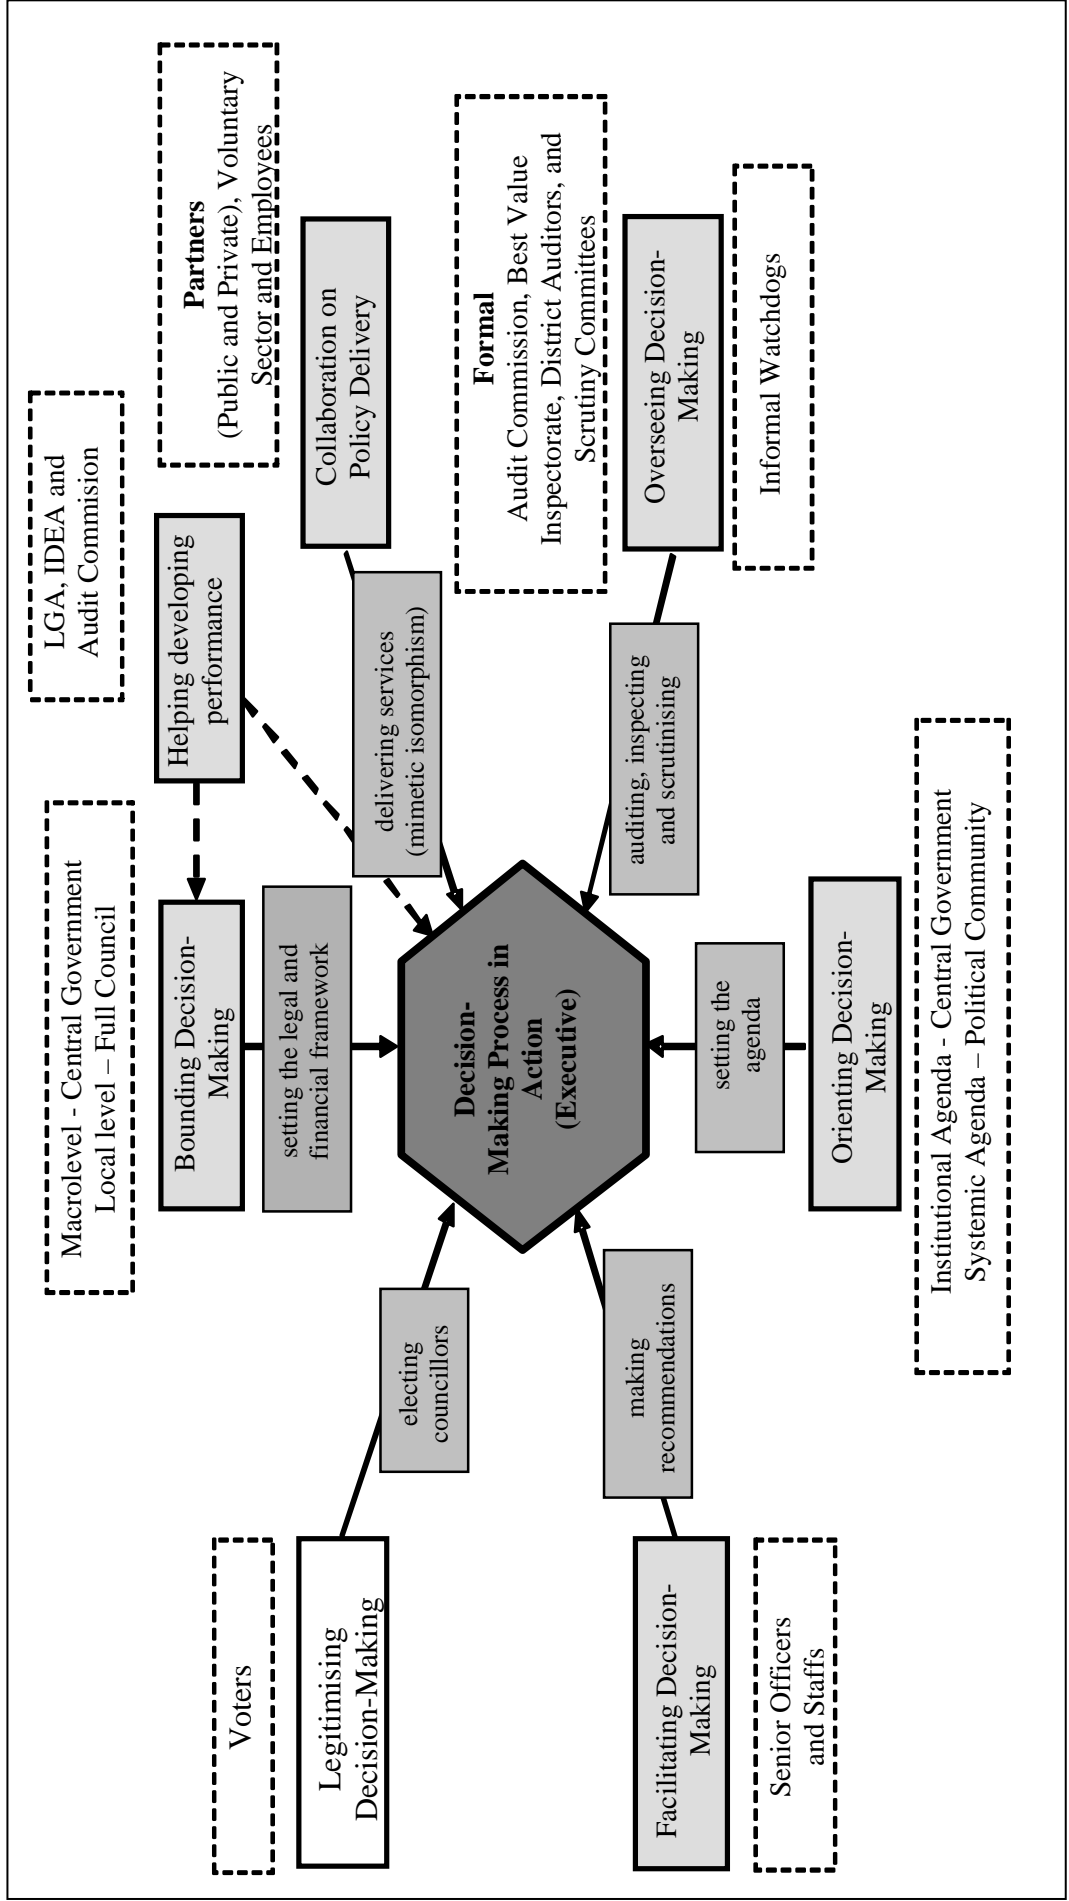 LGA, IDEA and
Audit Commision
Macrolevel - Central Government
Local level – Full Council
Partners
(Public and Private), Voluntary
Sector and Employees
Voters
Bounding Decision-
Making
Helping developing
performance
setting the legal and
financial framework
Legitimising
Decision-Making
electing
councillors
delivering services
(mimetic isomorphism)
Collaboration on
Policy Delivery
Decision-
Making Process in
Action
(Executive)
Formal
Audit Commission, Best Value
Inspectorate, District Auditors, and
Scrutiny Committees
Facilitating Decision-
Making
making
recommendations
auditing, inspecting
and scrutinising
Overseeing Decision-
Making
setting the
agenda
Senior Officers
and Staffs
Orienting Decision-
Making
Informal Watchdogs
Institutional Agenda - Central Government
Systemic Agenda – Political Community